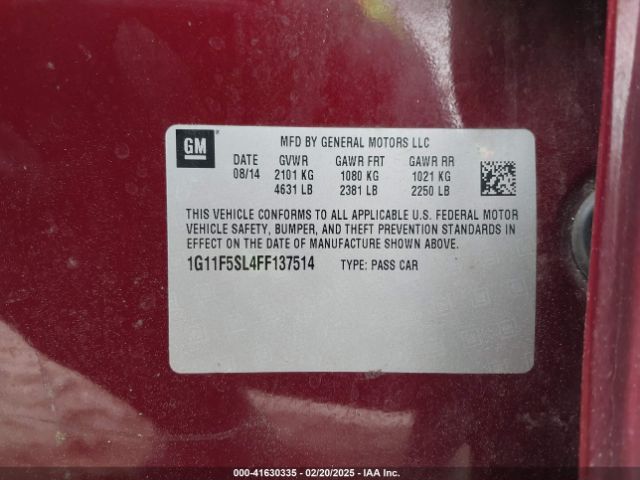 GM
MFD BY GENERAL MOTORS LLC
DATE GVWR GAWR FRT GAWR RR
08/14 2101 KG 1080 KG 1021 KG
4631 LB 2381 LB 2250 LB
THIS VEHICLE CONFORMS TO ALL APPLICABLE U.S. FEDERAL MOTOR
VEHICLE SAFETY, BUMPER, AND THEFT PREVENTION STANDARDS IN
EFFECT ON THE DATE OF MANUFACTURE SHOWN ABOVE.
1G11F5SL4FF137514 TYPE: PASS CAR
000-41630335 - 02/20/2025 - IAA Inc.